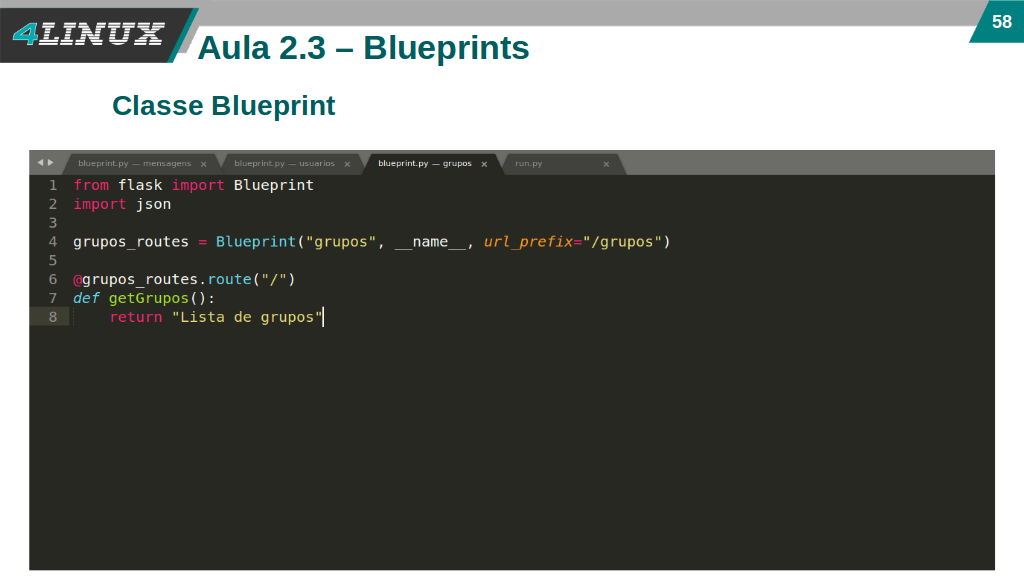 4LINUX
58
Aula 2.3 – Blueprints
Classe Blueprint
blueprint.py — mensagens × blueprint.py — usuarios × blueprint.py — grupos × run.py ×
1 from flask import Blueprint
2 import json
3
4 grupos_routes = Blueprint("grupos", __name__, url_prefix="/grupos")
5
6 @grupos_routes.route("/")
7 def getGrupos():
8     return "Lista de grupos"